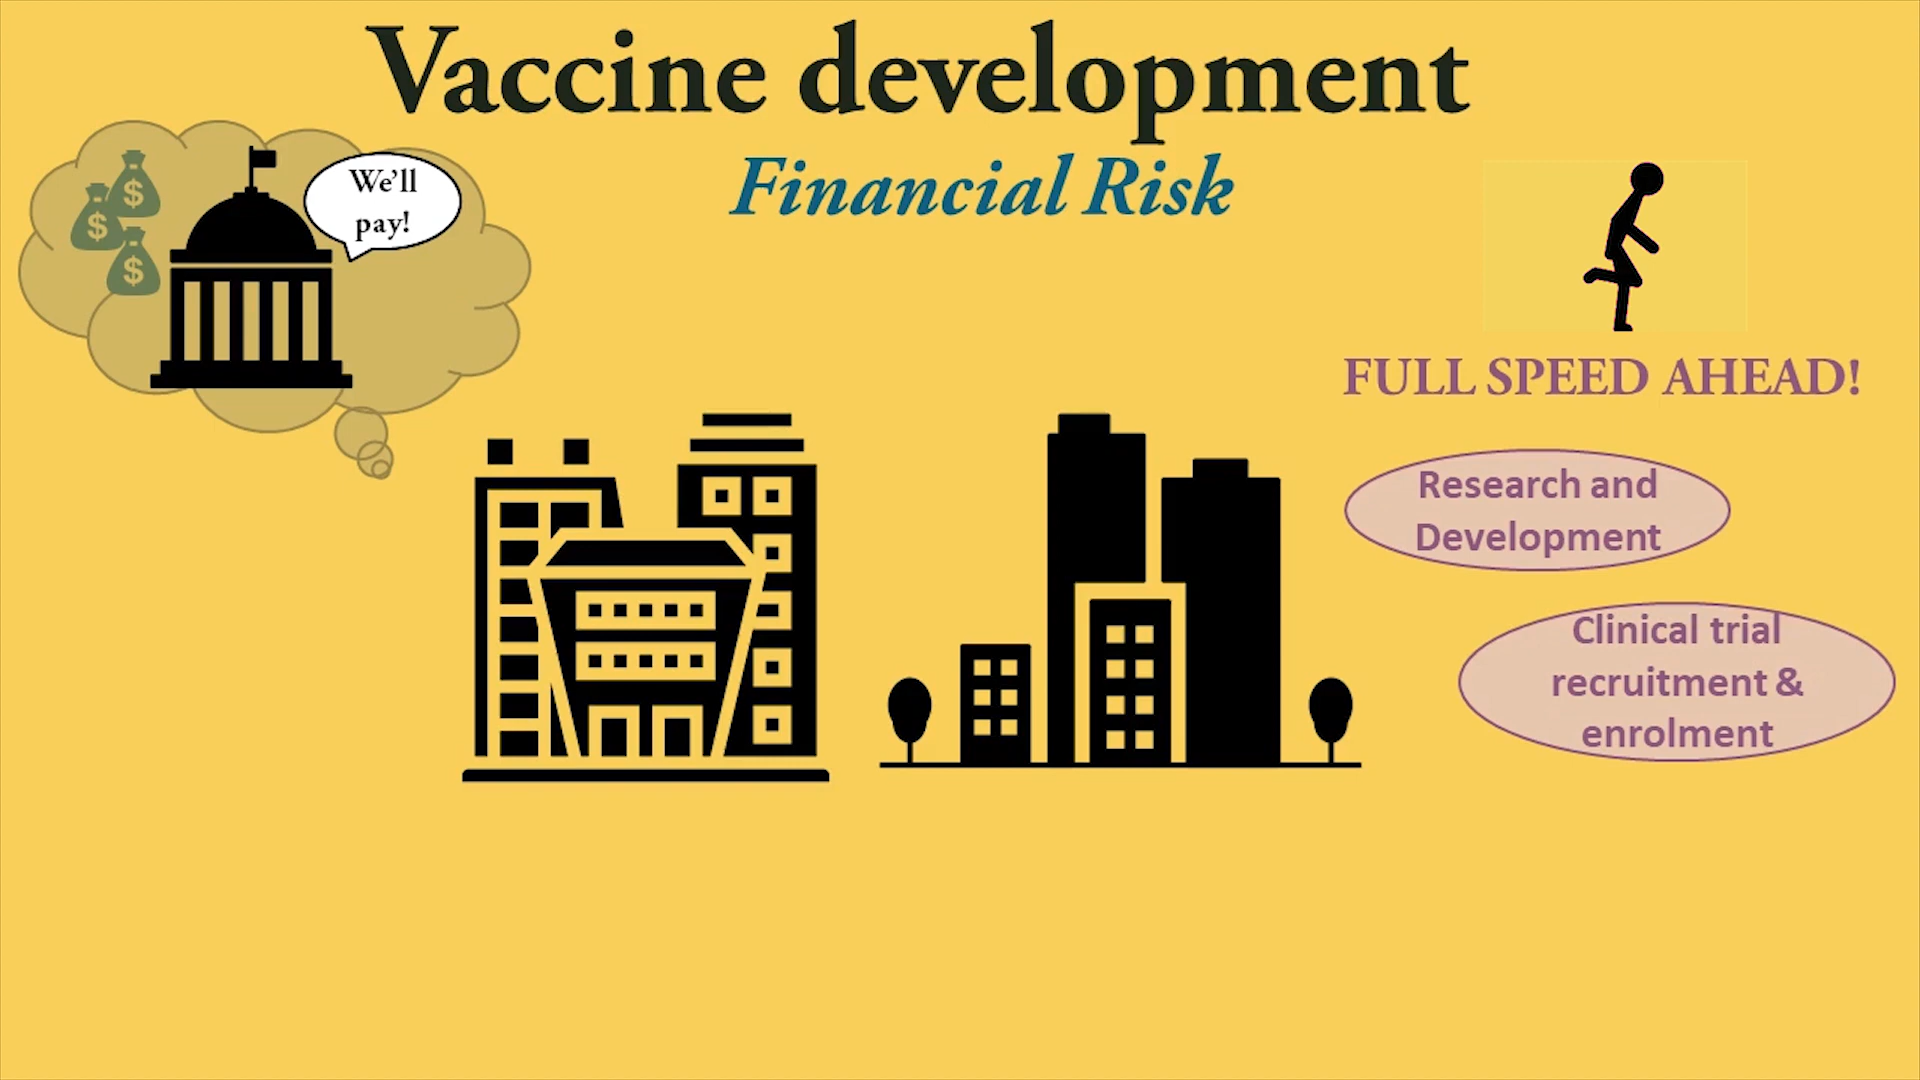 Vaccine development
Financial Risk
We'll
pay!
$
$
$
FULL SPEED AHEAD!
Research and
Development
Clinical trial
recruitment &
enrolment